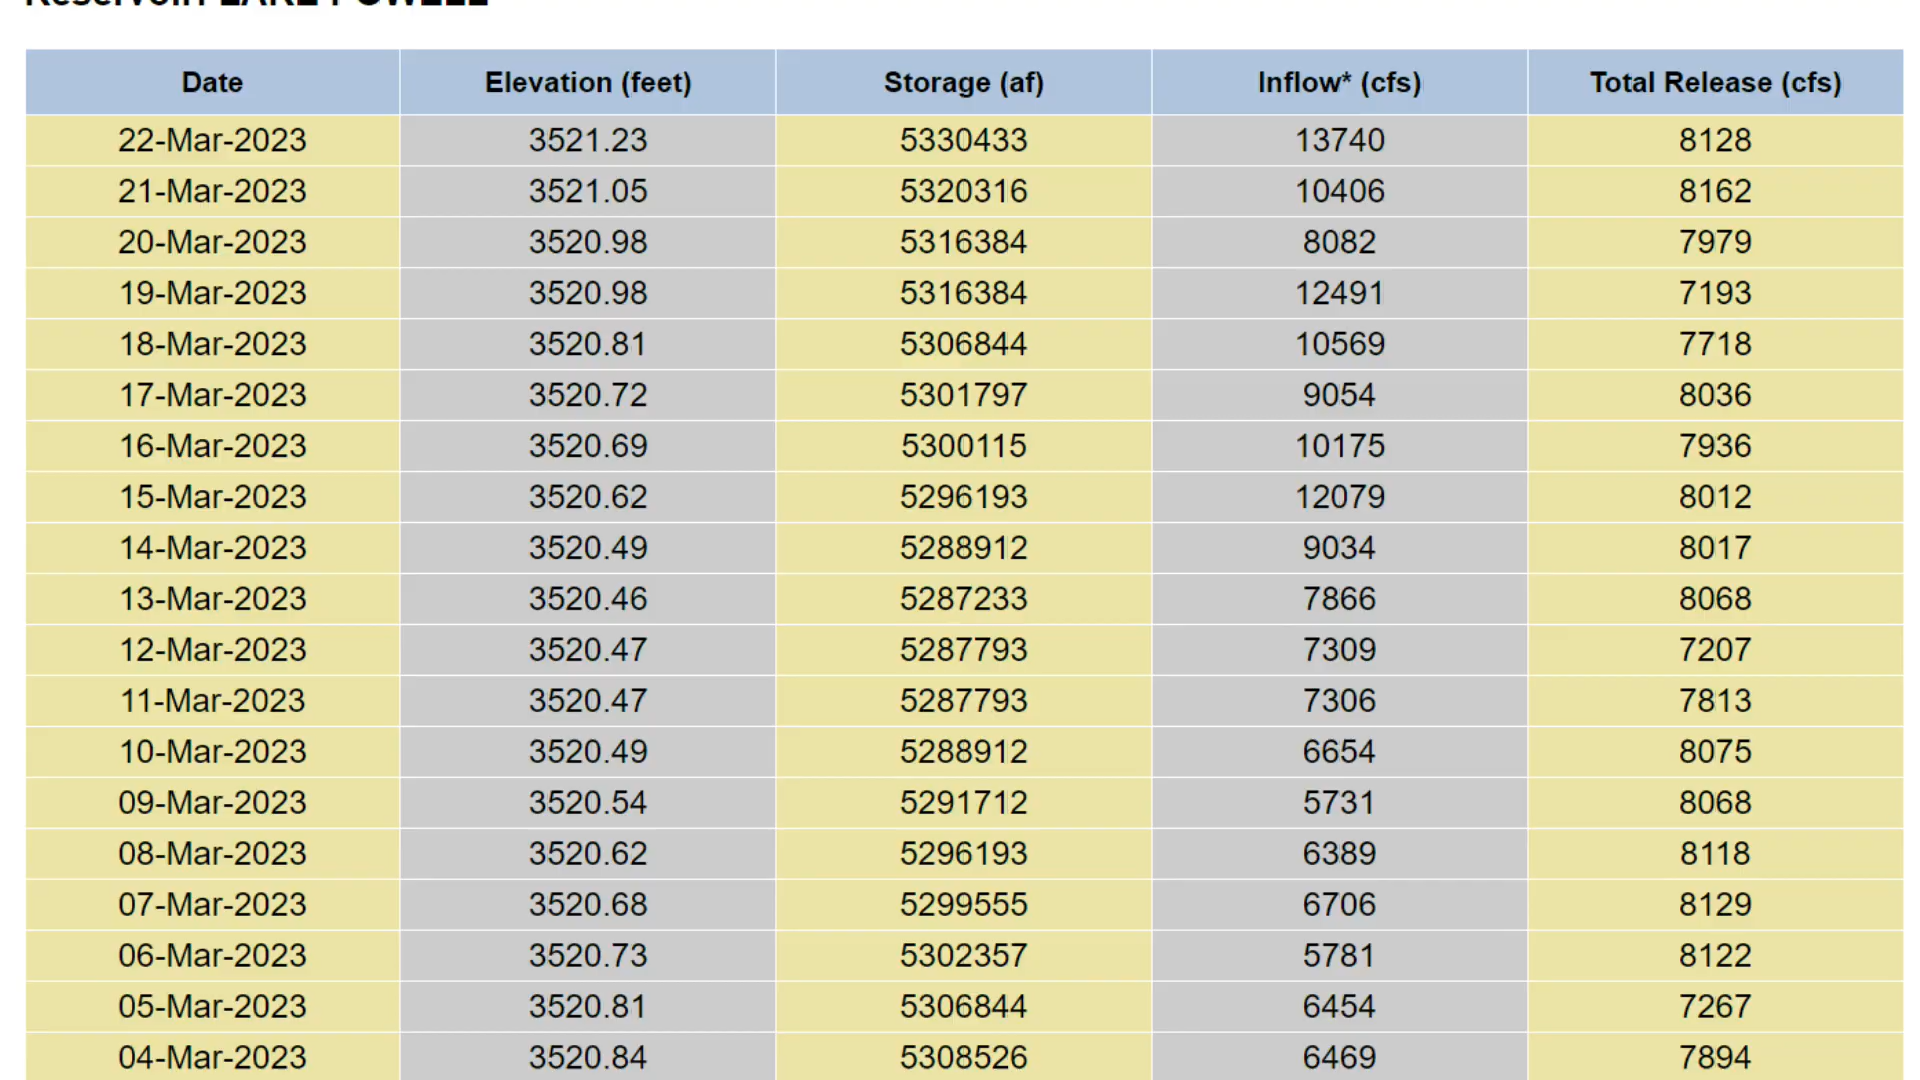 Reservoir: LAKE POWELL
Date Elevation (feet) Storage (af) Inflow* (cfs) Total Release (cfs)
22-Mar-2023 3521.23 5330433 13740 8128
21-Mar-2023 3521.05 5320316 10406 8162
20-Mar-2023 3520.98 5316384 8082 7979
19-Mar-2023 3520.98 5316384 12491 7193
18-Mar-2023 3520.81 5306844 10569 7718
17-Mar-2023 3520.72 5301797 9054 8036
16-Mar-2023 3520.69 5300115 10175 7936
15-Mar-2023 3520.62 5296193 12079 8012
14-Mar-2023 3520.49 5288912 9034 8017
13-Mar-2023 3520.46 5287233 7866 8068
12-Mar-2023 3520.47 5287793 7309 7207
11-Mar-2023 3520.47 5287793 7306 7813
10-Mar-2023 3520.49 5288912 6654 8075
09-Mar-2023 3520.54 5291712 5731 8068
08-Mar-2023 3520.62 5296193 6389 8118
07-Mar-2023 3520.68 5299555 6706 8129
06-Mar-2023 3520.73 5302357 5781 8122
05-Mar-2023 3520.81 5306844 6454 7267
04-Mar-2023 3520.84 5308526 6469 7894